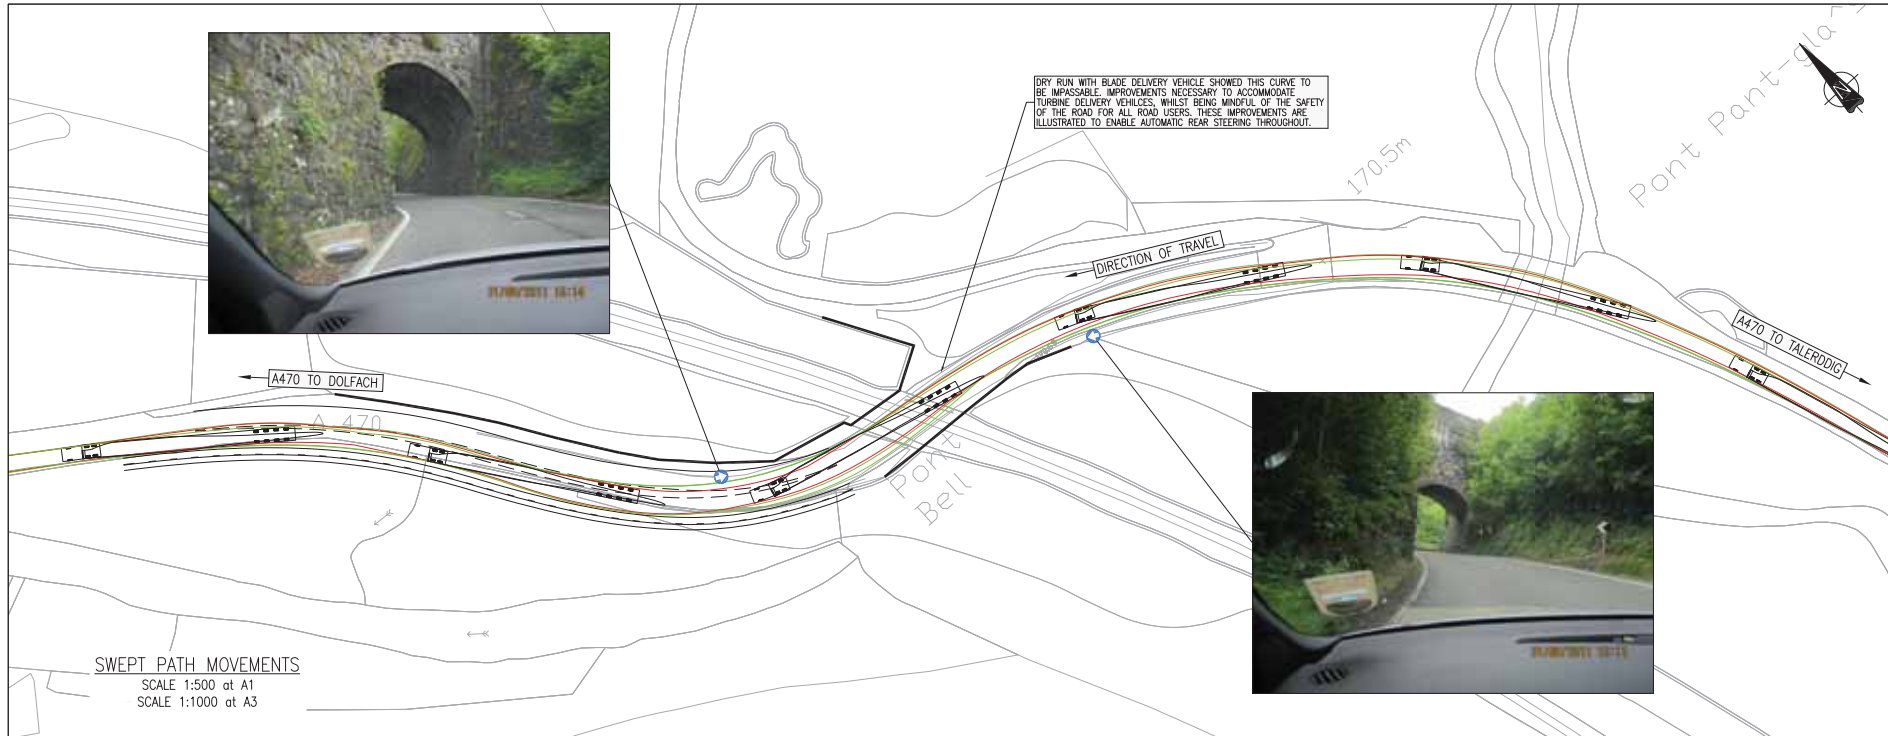 DRY RUN WITH BLADE DELIVERY VEHICLE SHOWED THIS CURVE TO
BE IMPASSABLE. IMPROVEMENTS NECESSARY TO ACCOMMODATE
TURBINE DELIVERY VEHILCES, WHILST BEING MINDFUL OF THE SAFETY
OF THE ROAD FOR ALL ROAD USERS. THESE IMPROVEMENTS ARE
ILLUSTRATED TO ENABLE AUTOMATIC REAR STEERING THROUGHOUT.
N
170.5m
Pont Pant-gla
DIRECTION OF TRAVEL
A470 TO TALERDDIG
A470 TO DOLFACH
A 470
Pont
Bell
SWEPT PATH MOVEMENTS
SCALE 1:500 at A1
SCALE 1:1000 at A3